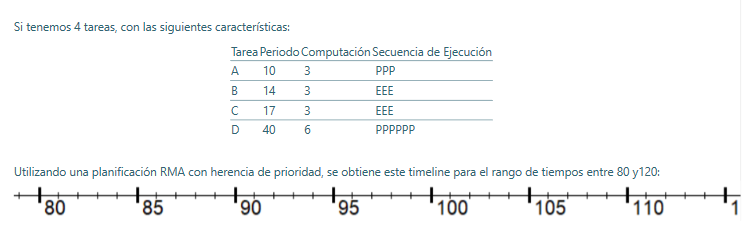 Si tenemos 4 tareas, con las siguientes características:
Tarea Periodo Computación Secuencia de Ejecución
A 10 3 PPP
B 14 3 EEE
C 17 3 EEE
D 40 6 PPPPPP
Utilizando una planificación RMA con herencia de prioridad, se obtiene este timeline para el rango de tiempos entre 80 y120:
80 85 90 95 100 105 110 1